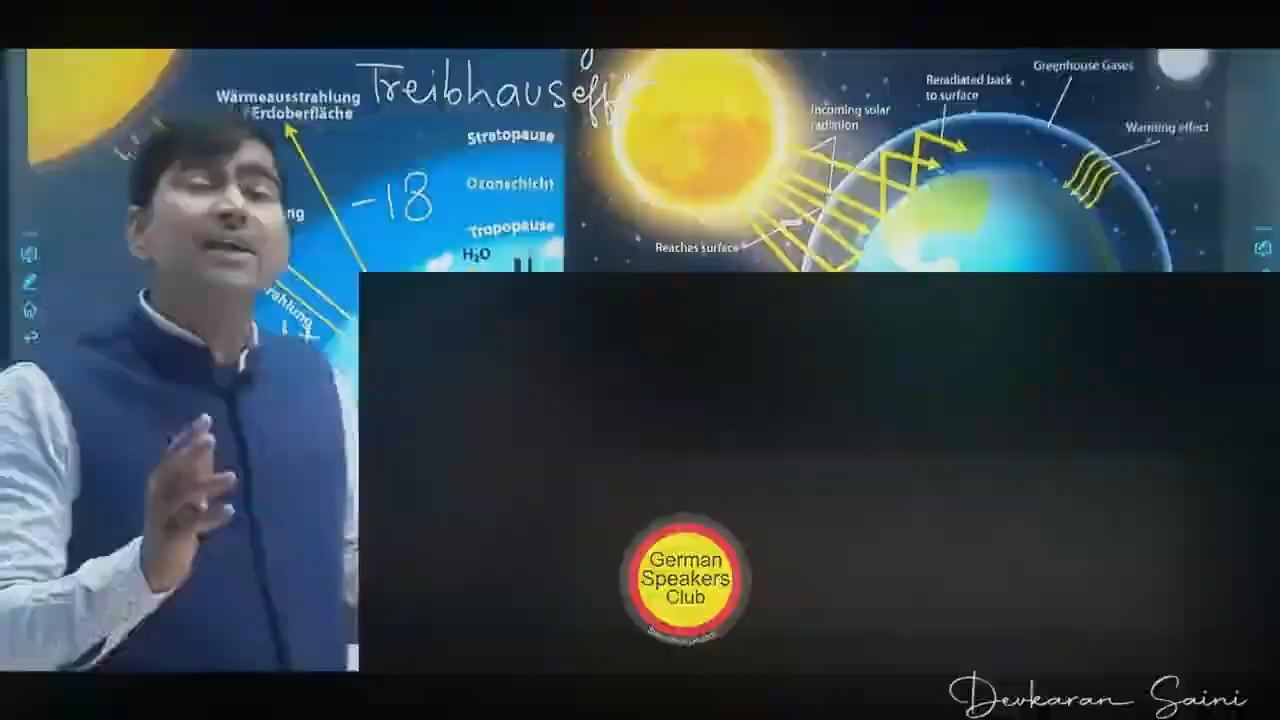 Treibhauseffekt
Wärmeausstrahlung
Erdoberfläche
Stratopause
-18
Ozonschicht
Tropopause
H₂O
Greenhouse Gases
Reradiated back
to surface
Incoming solar
radiation
Warming effect
Reaches surface
German
Speakers
Club
Devkaran Saini